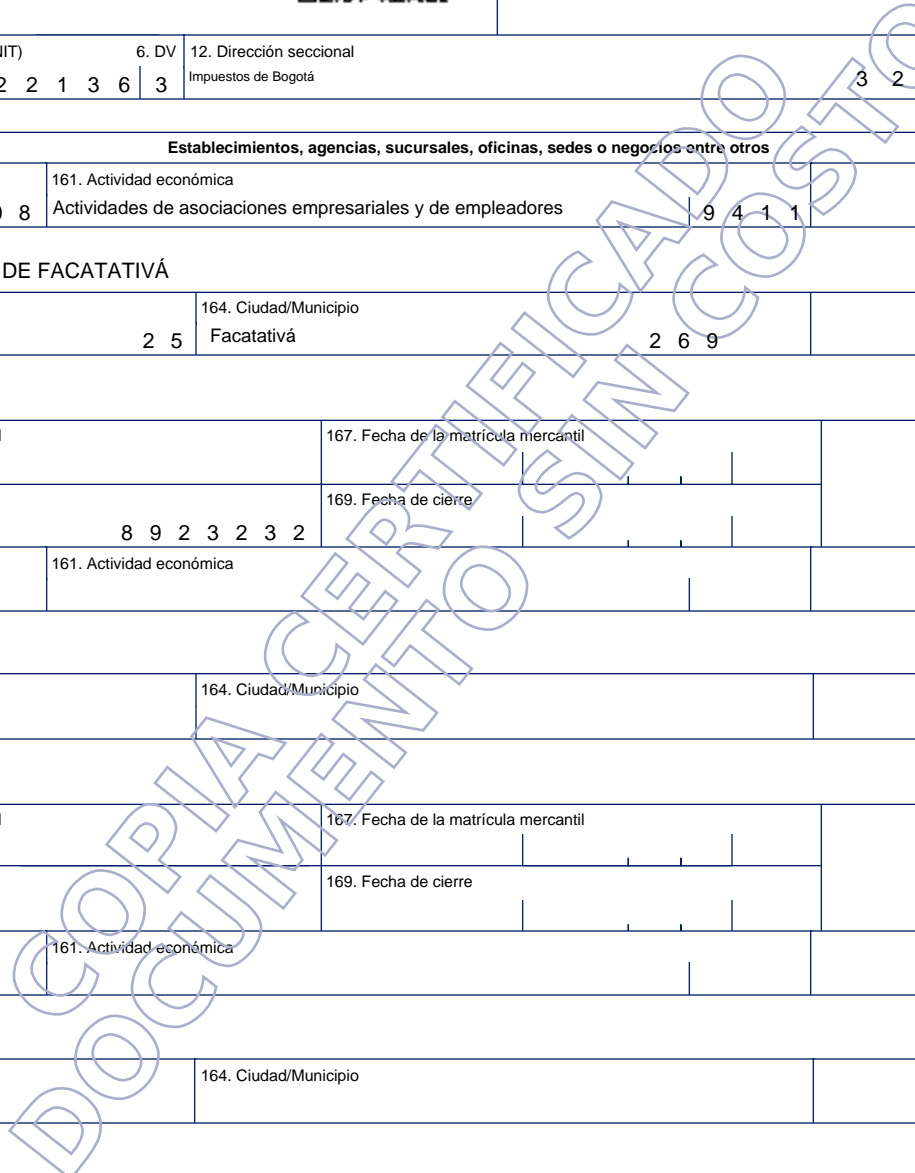 NIT) 6. DV 12. Dirección seccional
2 2 1 3 6 3 Impuestos de Bogotá 3 2
Establecimientos, agencias, sucursales, oficinas, sedes o negocios entre otros
161. Actividad económica
8 Actividades de asociaciones empresariales y de empleadores 9 4 1 1
DE FACATATIVÁ
164. Ciudad/Municipio
2 5 Facatativá 2 6 9
167. Fecha de la matrícula mercantil
169. Fecha de cierre
8 9 2 3 2 3 2
161. Actividad económica
164. Ciudad/Municipio
167. Fecha de la matrícula mercantil
169. Fecha de cierre
161. Actividad económica
164. Ciudad/Municipio
COPIA CERTIFICADO
DOCUMENTO SIN COSTO